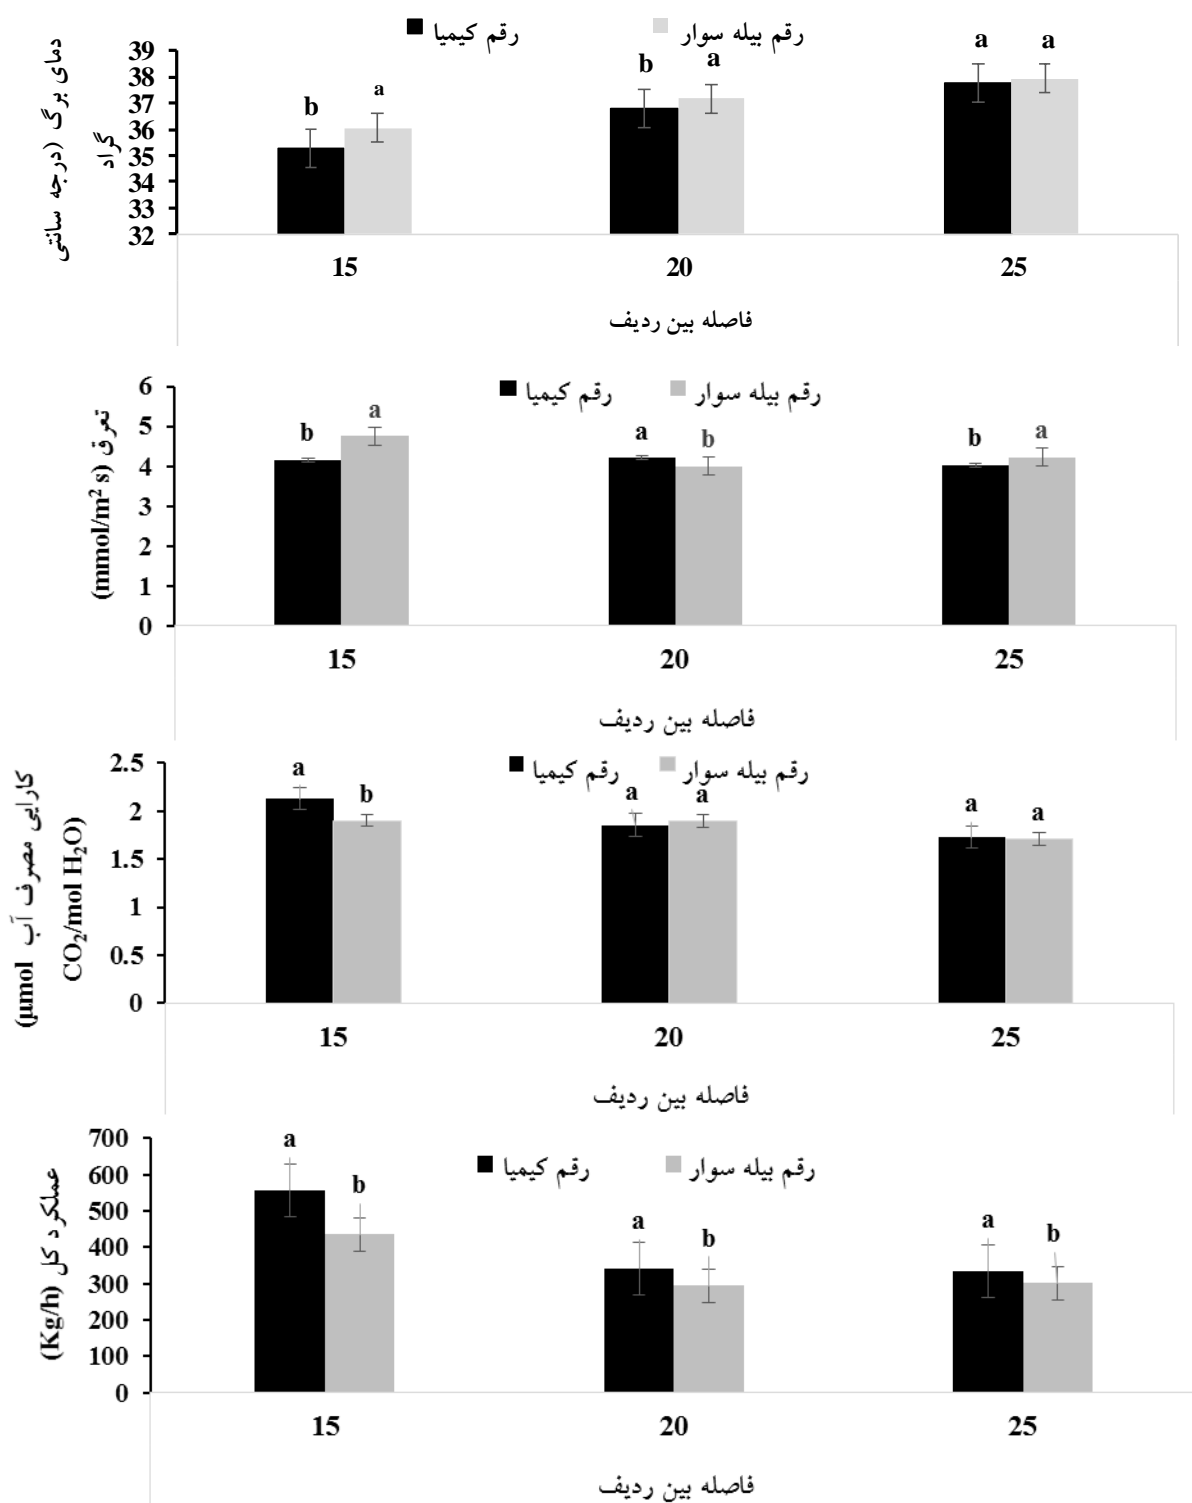 رقم کیمیا رقم بیله سوار
دمای برگ (درجه سانتی
گراد
39
38
37
36
35
34
33
32
b a b a a a
15 20 25
فاصله بین ردیف
رقم کیمیا رقم بیله سوار
تعرق (mmol/m² s)
6
5
4
3
2
1
0
b a a b b a
15 20 25
فاصله بین ردیف
رقم کیمیا رقم بیله سوار
کارایی مصرف آب (µmol
CO₂/mol H₂O)
2.5
2
1.5
1
0.5
0
a b a a a a
15 20 25
فاصله بین ردیف
رقم کیمیا رقم بیله سوار
عملکرد کل (Kg/h)
700
600
500
400
300
200
100
0
a b a b a b
15 20 25
فاصله بین ردیف